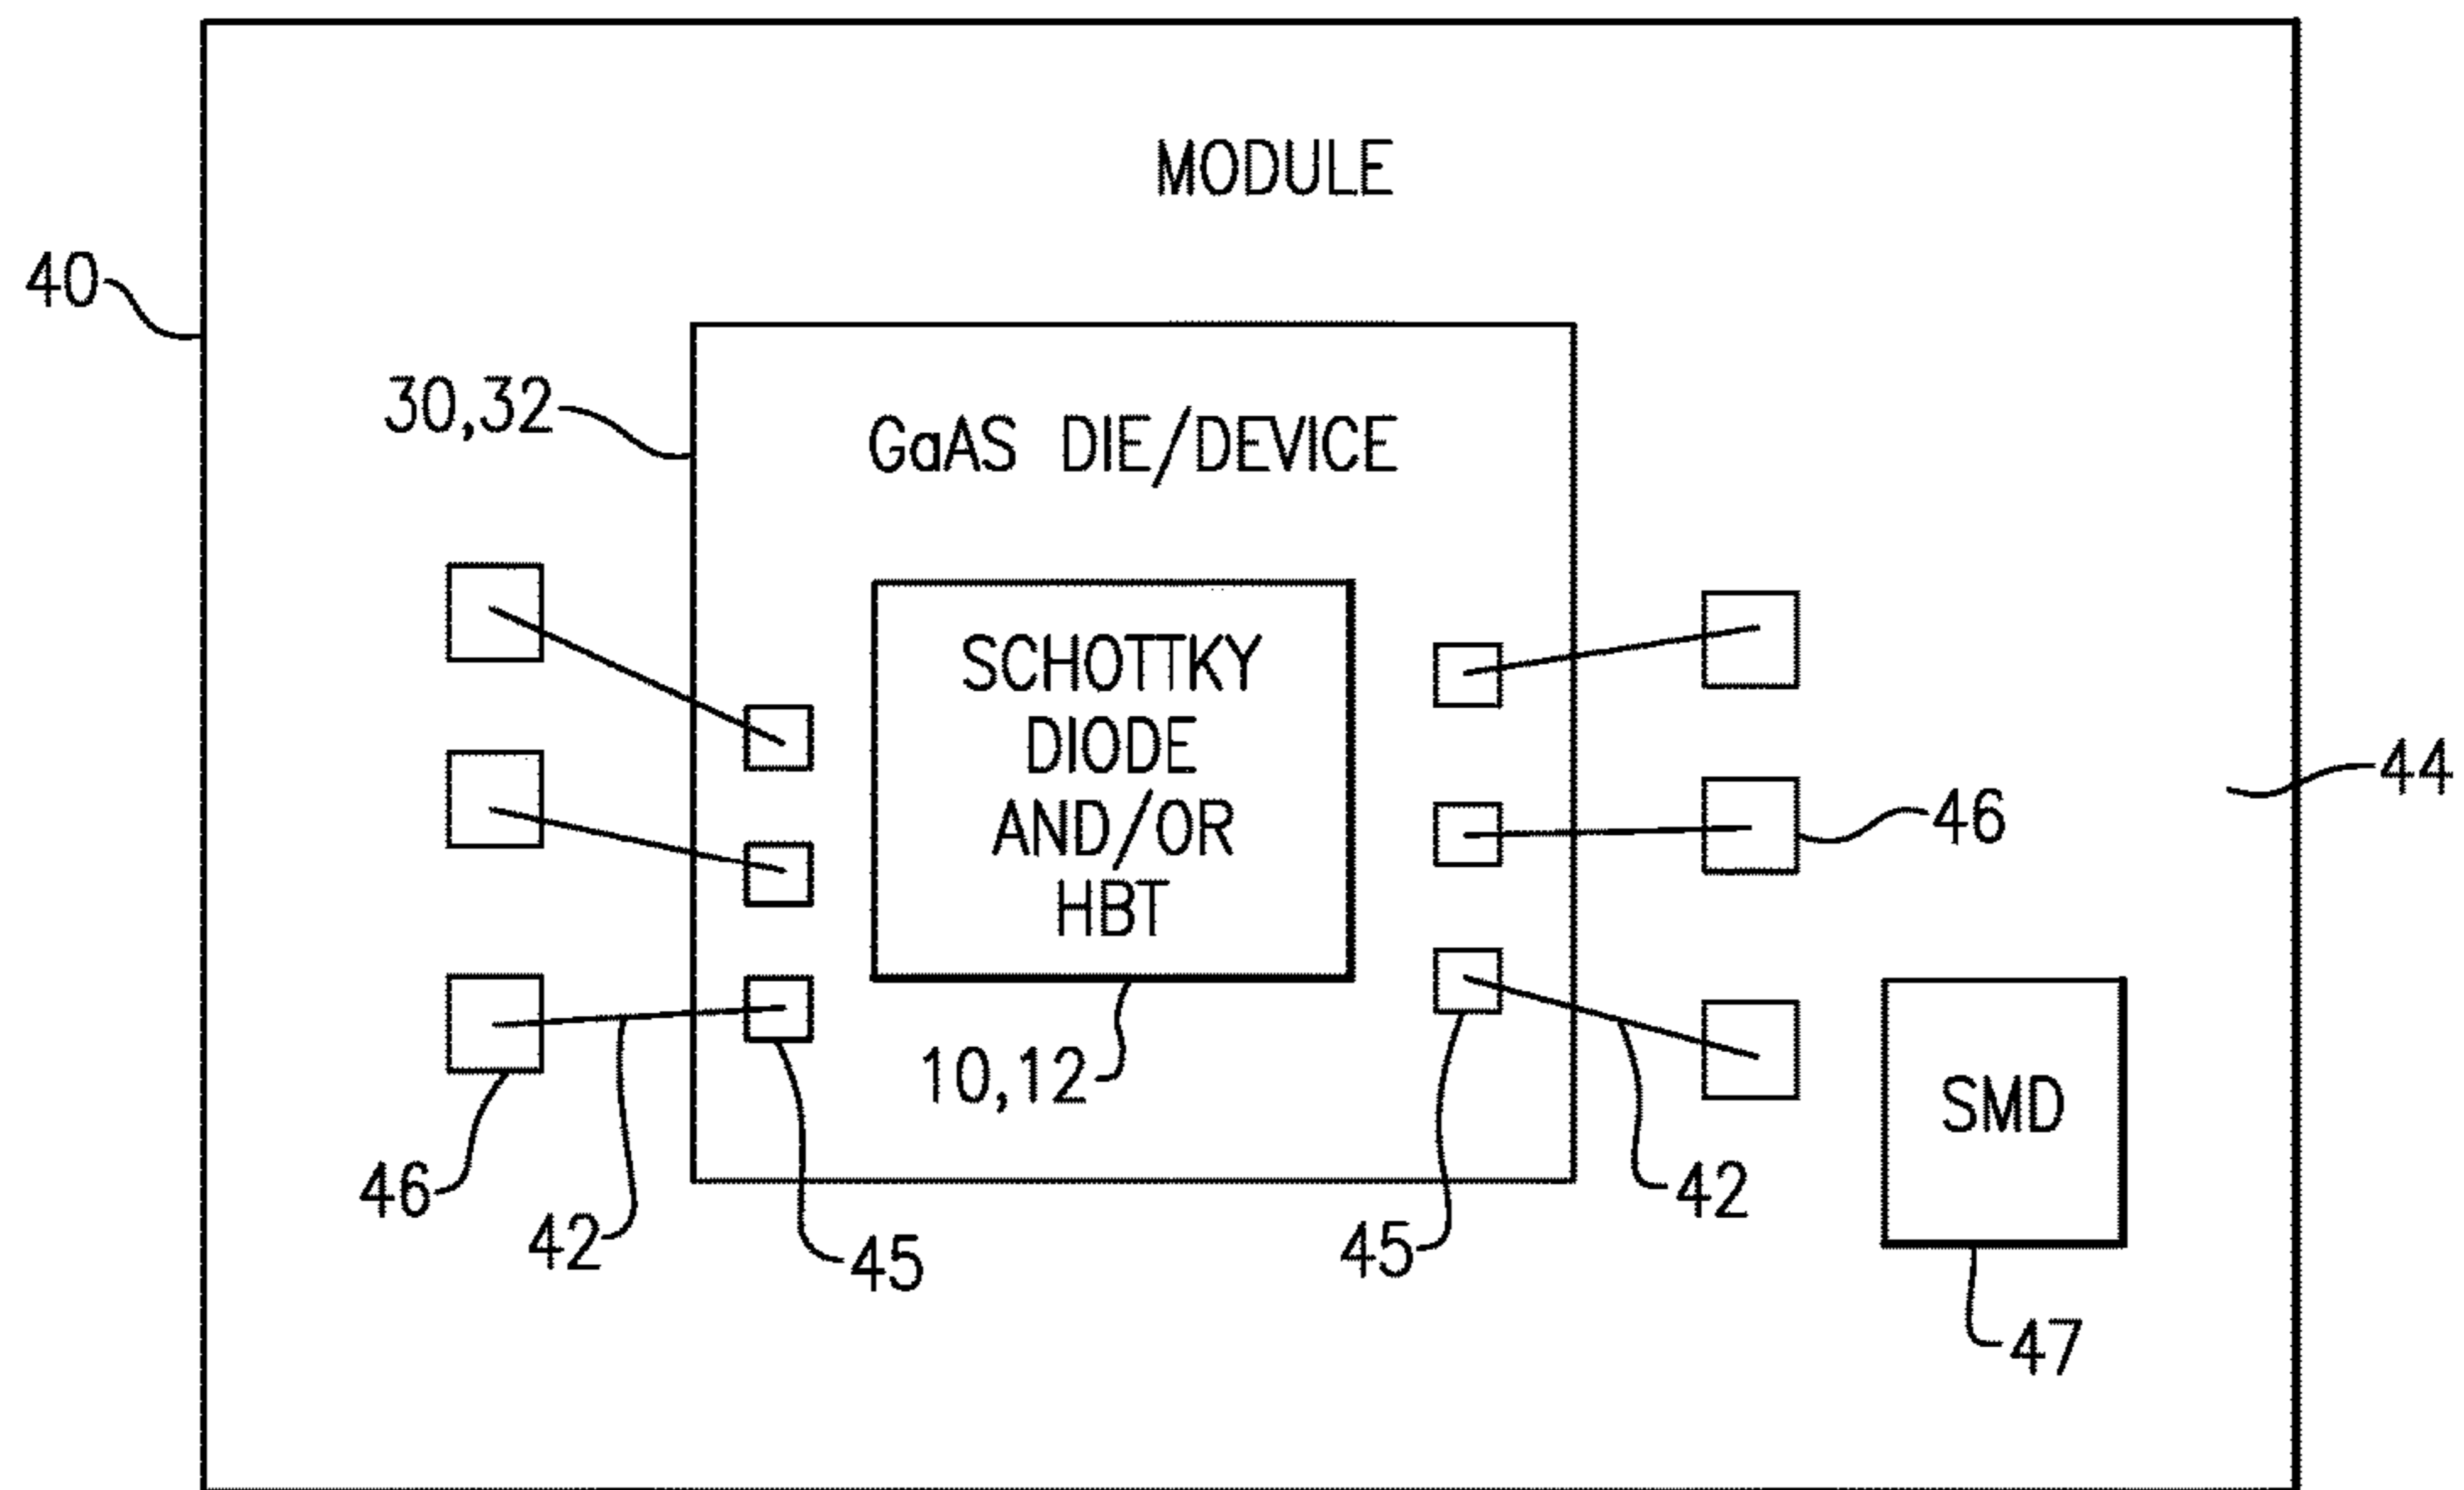 MODULE
40
30,32
GaAS DIE/DEVICE
SCHOTTKY
DIODE
AND/OR
HBT
44
46
10,12
SMD
46
42
45
45
42
47